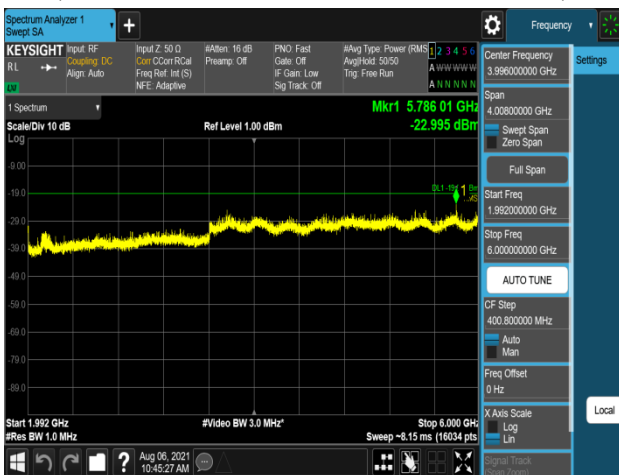 Spectrum Analyzer 1
Swept SA
+
Frequency
KEYSIGHT
RL
Input: RF
Coupling: DC
Align: Auto
Input Z: 50 Ω
Corr CCorr RCal
Freq Ref: Int (S)
NFE: Adaptive
#Atten: 16 dB
Preamp: Off
PNO: Fast
Gate: Off
IF Gain: Low
Sig Track: Off
#Avg Type: Power (RMS
Avg|Hold: 50/50
Trig: Free Run
1 2 3 4 5 6
A W W W W W
A N N N N N
1 Spectrum
Scale/Div 10 dB
Ref Level 1.00 dBm
Mkr1 5.786 01 GHz
-22.995 dBm
Log
-9.00
-19.0
-29.0
-39.0
-49.0
-59.0
-69.0
-79.0
-89.0
1
Start 1.992 GHz
#Res BW 1.0 MHz
#Video BW 3.0 MHz*
Stop 6.000 GHz
Sweep ~8.15 ms (16034 pts
Aug 06, 2021
10:45:27 AM
Center Frequency
3.996000000 GHz
Settings
Span
4.00800000 GHz
Swept Span
Zero Span
Full Span
Start Freq
1.992000000 GHz
Stop Freq
6.000000000 GHz
AUTO TUNE
CF Step
400.800000 MHz
Auto
Man
Freq Offset
0 Hz
X Axis Scale
Log
Lin
Local
Signal Track
(Span Zoom)